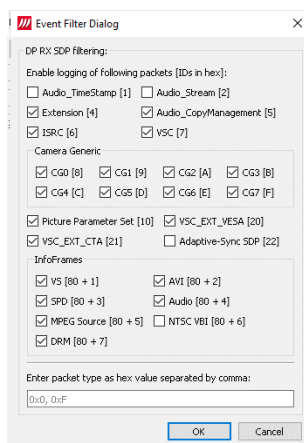 Event Filter Dialog
DP RX SDP filtering:
Enable logging of following packets [IDs in hex]:
Audio_TimeStamp [1] Audio_Stream [2]
Extension [4] Audio_CopyManagement [5]
ISRC [6] VSC [7]
Camera Generic
CG0 [8] CG1 [9] CG2 [A] CG3 [B]
CG4 [C] CG5 [D] CG6 [E] CG7 [F]
Picture Parameter Set [10] VSC_EXT_VESA [20]
VSC_EXT_CTA [21] Adaptive-Sync SDP [22]
InfoFrames
VS [80 + 1] AVI [80 + 2]
SPD [80 + 3] Audio [80 + 4]
MPEG Source [80 + 5] NTSC VBI [80 + 6]
DRM [80 + 7]
Enter packet type as hex value separated by comma:
0x0, 0xF
OK Cancel